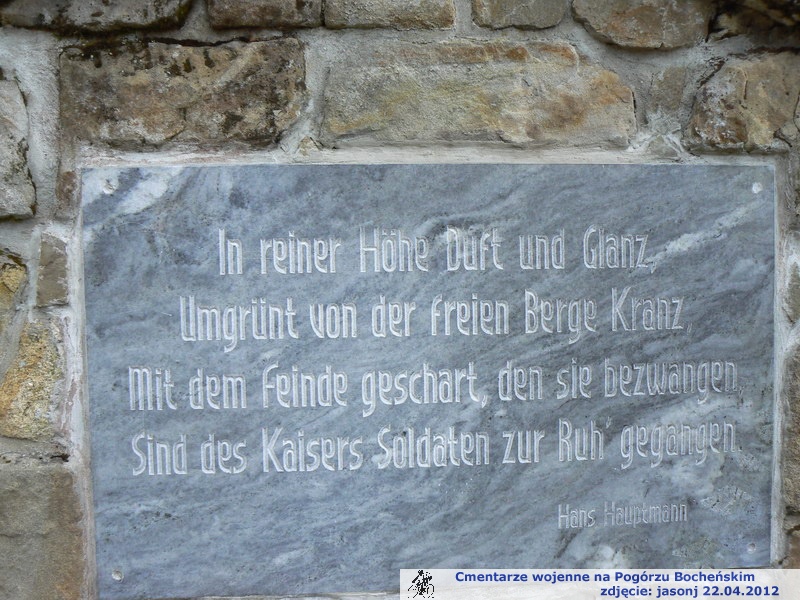 In reiner Höhe Duft und Glanz,
Umgrünt von der freien Berge Kranz,
Mit dem Feinde geschart, den sie bezwangen,
Sind des Kaisers Soldaten zur Ruh' gegangen.
Hans Hauptmann
Cmentarze wojenne na Pogórzu Bocheńskim
zdjęcie: jasonj 22.04.2012